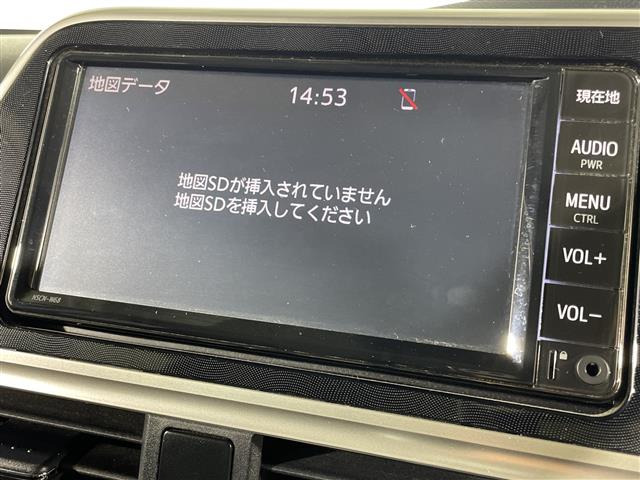 地図データ 14:53
地図SDが挿入されていません
地図SDを挿入してください
現在地
AUDIO
PWR
MENU
CTRL
VOL+
VOL−
NSCN-W68